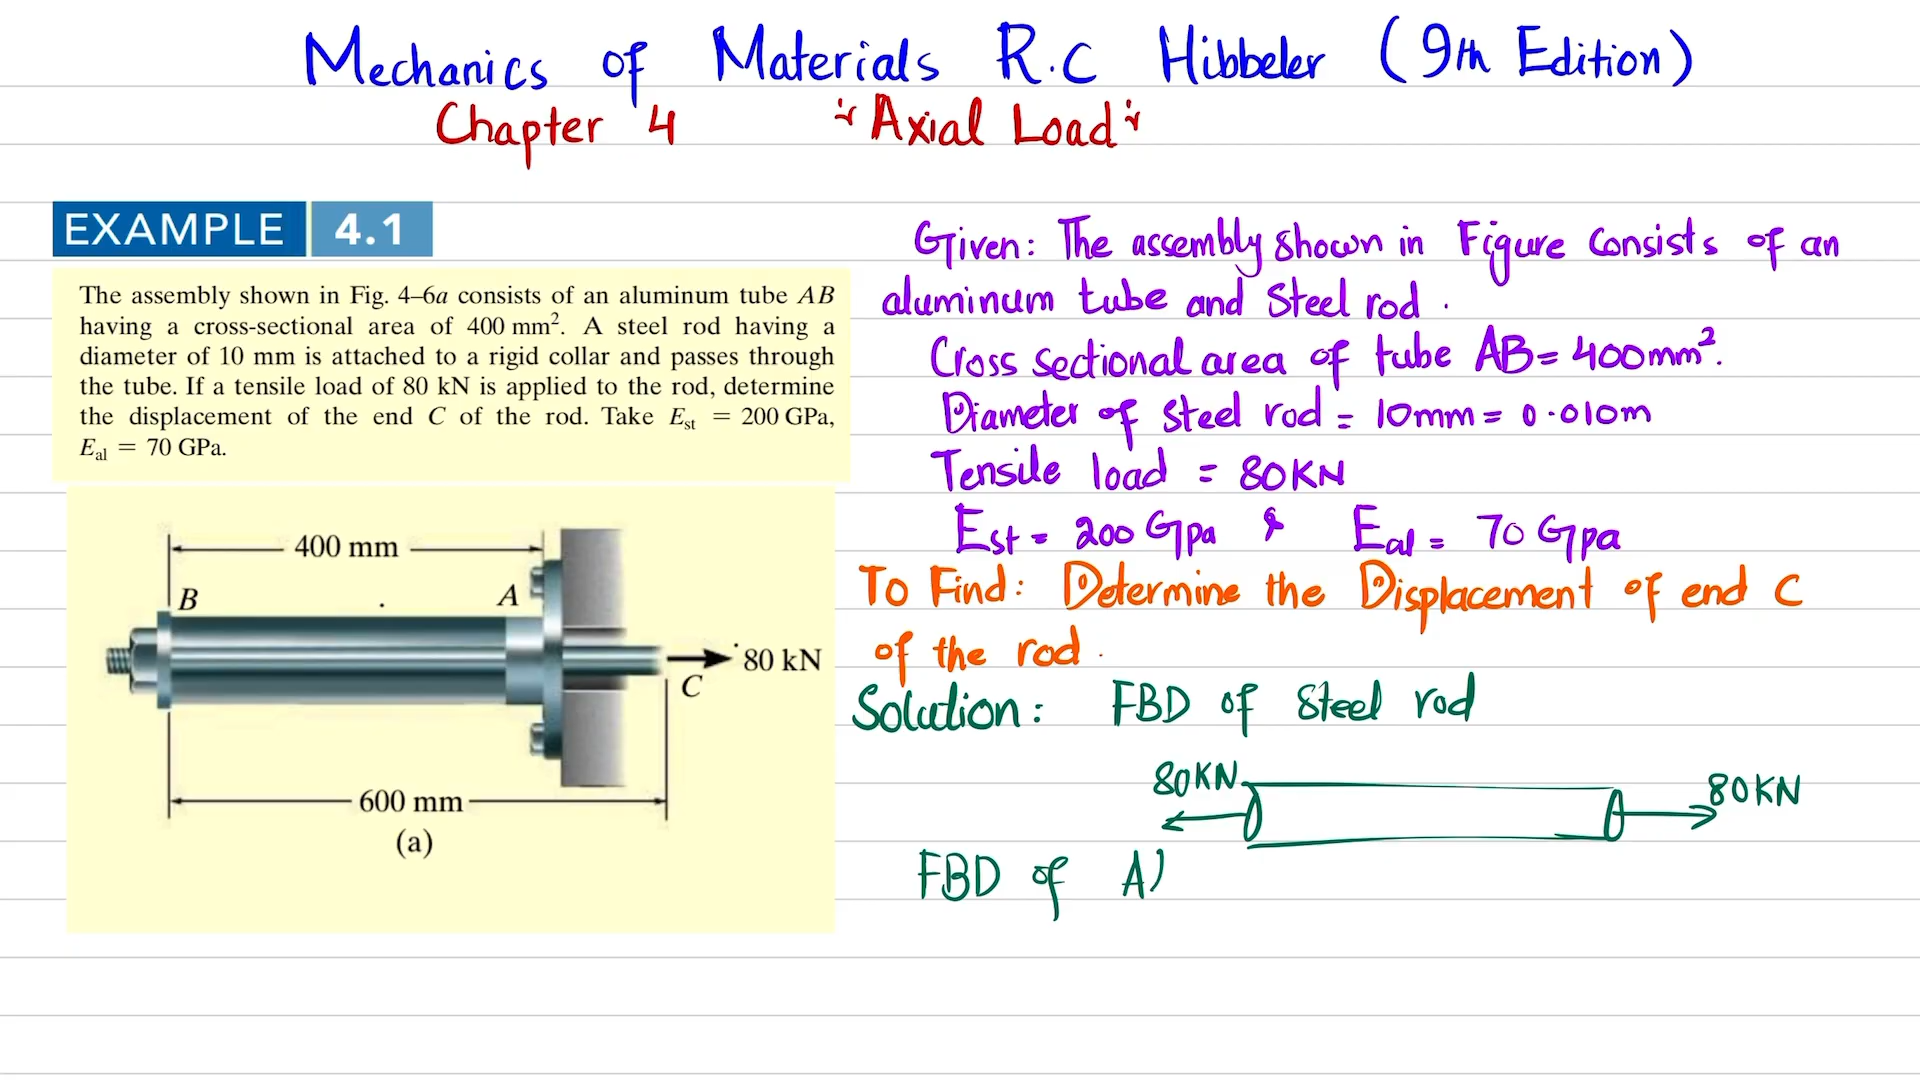 Mechanics of Materials R.C Hibbeler (9th Edition)
Chapter 4 "Axial Load"
EXAMPLE 4.1
The assembly shown in Fig. 4–6a consists of an aluminum tube AB
having a cross-sectional area of 400 mm². A steel rod having a
diameter of 10 mm is attached to a rigid collar and passes through
the tube. If a tensile load of 80 kN is applied to the rod, determine
the displacement of the end C of the rod. Take E_st = 200 GPa,
E_al = 70 GPa.
400 mm
B
A
80 kN
C
600 mm
(a)
Given: The assembly shown in Figure Consists of an
aluminum tube and Steel rod.
Cross sectional area of tube AB = 400mm².
Diameter of Steel rod = 10mm = 0.010m
Tensile load = 80KN
Est = 200 Gpa & Eal = 70 Gpa
To Find: Determine the Displacement of end C
of the rod.
Solution: FBD of Steel rod
80KN
80KN
FBD of A)